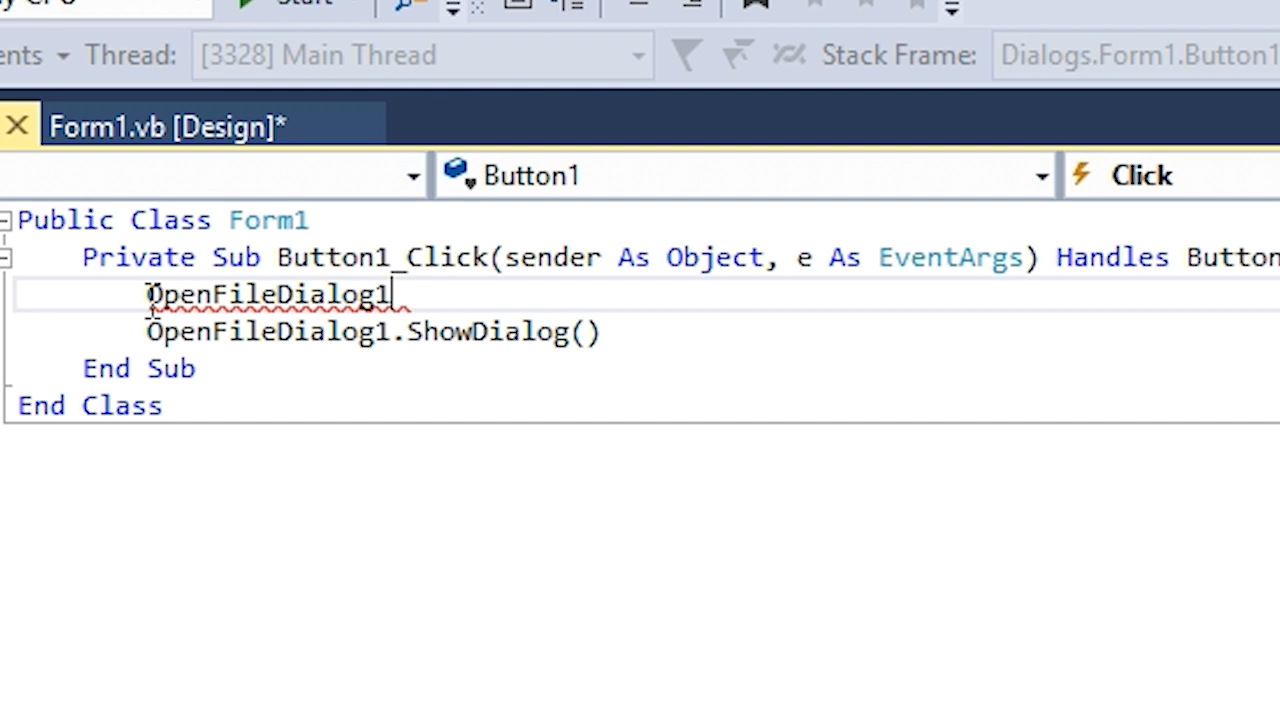 Start
Thread: [3328] Main Thread Stack Frame: Dialogs.Form1.Button1
Form1.vb [Design]*
Button1 Click
Public Class Form1
Private Sub Button1_Click(sender As Object, e As EventArgs) Handles Button
OpenFileDialog1
OpenFileDialog1.ShowDialog()
End Sub
End Class